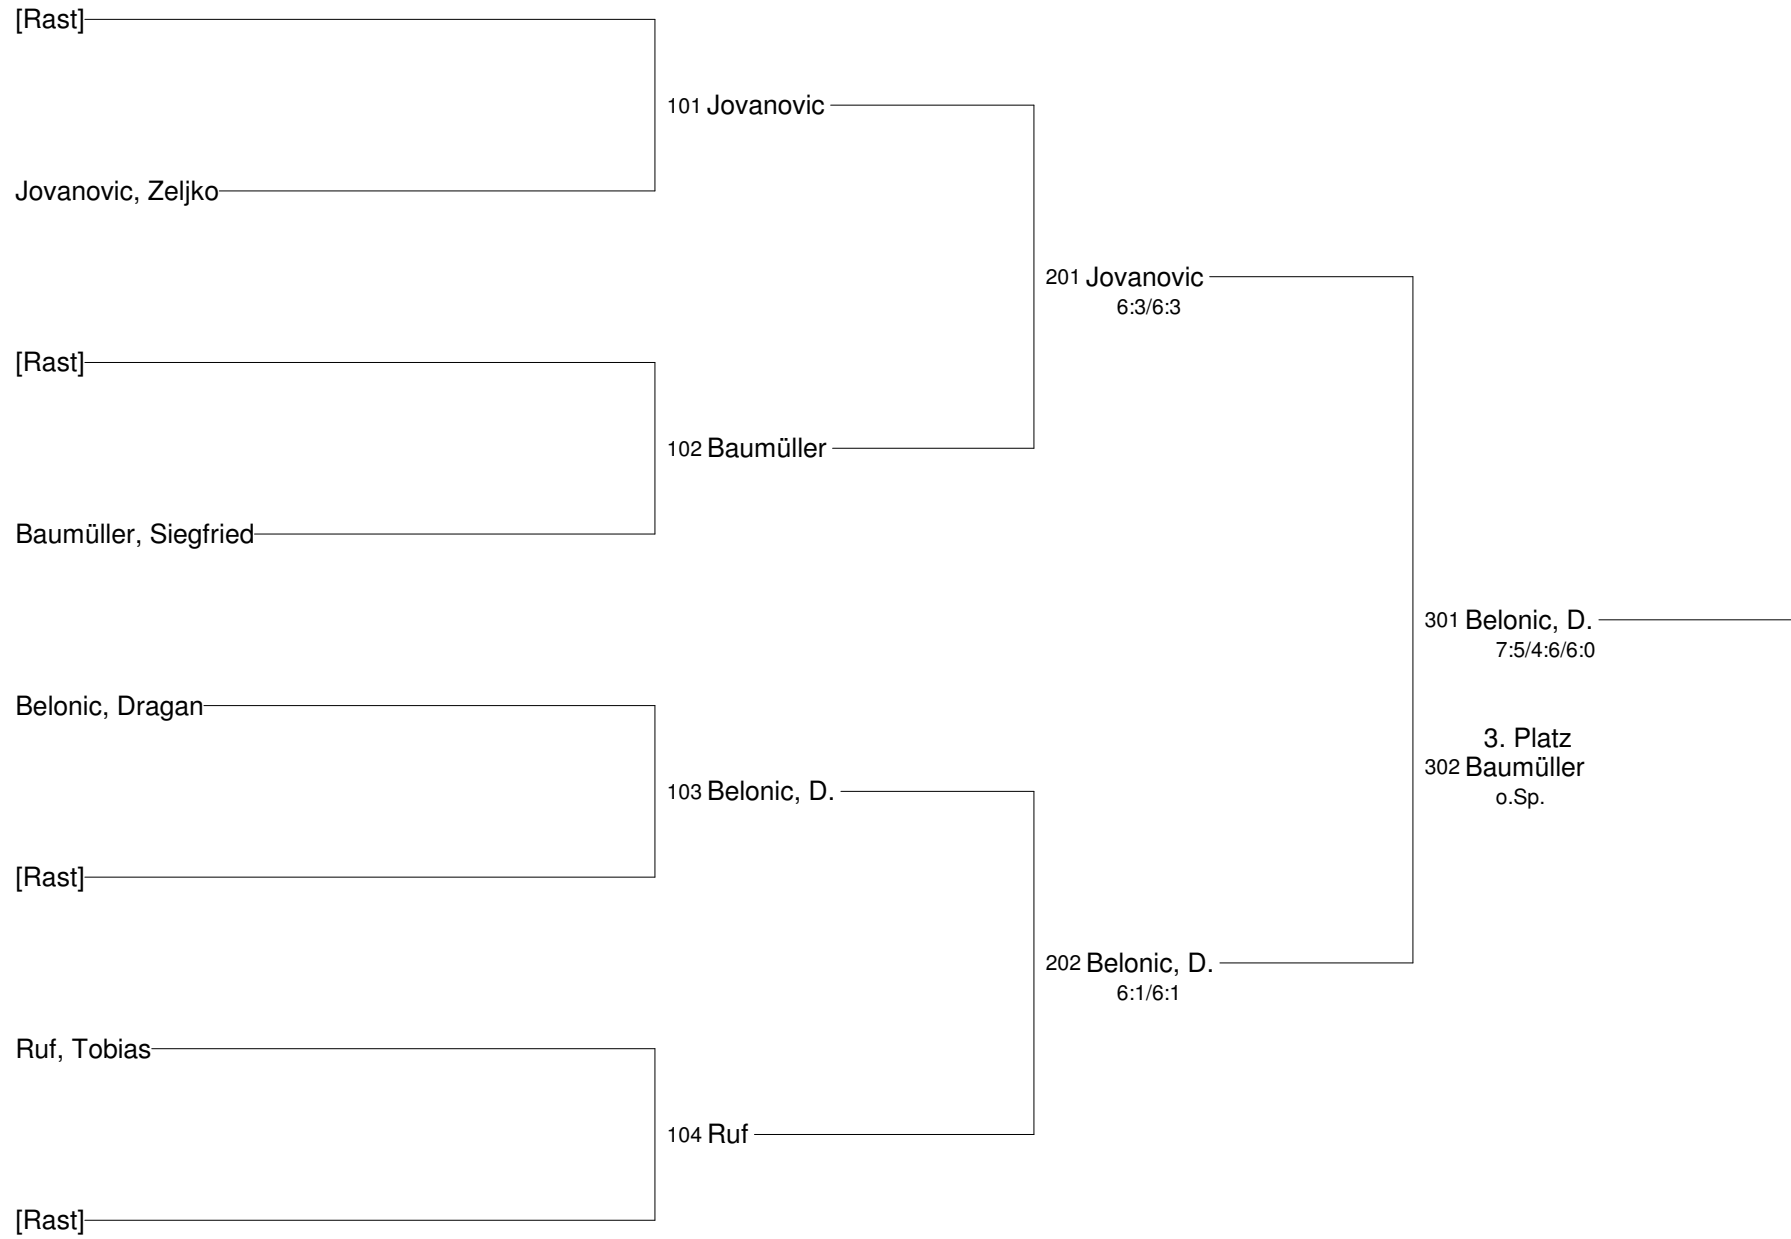 [Rast]
101 Jovanovic
Jovanovic, Zeljko
201 Jovanovic
6:3/6:3
[Rast]
102 Baumüller
Baumüller, Siegfried
301 Belonic, D.
7:5/4:6/6:0
Belonic, Dragan
3. Platz
302 Baumüller
o.Sp.
103 Belonic, D.
[Rast]
202 Belonic, D.
6:1/6:1
Ruf, Tobias
104 Ruf
[Rast]